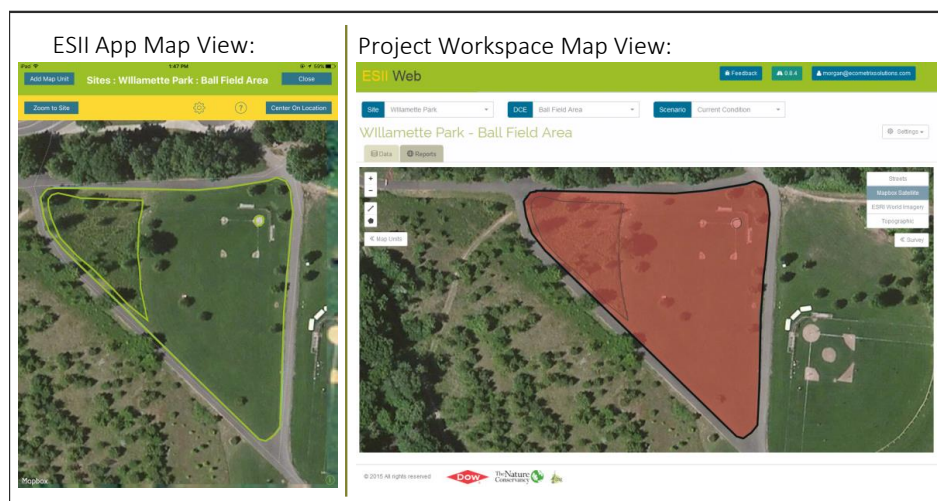 ESII App Map View:
iPad
1:47 PM
59%
Add Map Unit
Sites : WIllamette Park : Ball Field Area
Close
Zoom to Site
?
Center On Location
Mapbox
Project Workspace Map View:
ESII Web
Feedback
0.8.4
morgan@ecometrixsolutions.com
Site
Willamette Park
DCE
Ball Field Area
Scenario
Current Condition
WIllamette Park - Ball Field Area
Settings
Data
Reports
+
-
Map Units
Streets
Mapbox Satellite
ESRI World Imagery
Topographic
Survey
© 2015 All rights reserved
DOW
The Nature
Conservancy